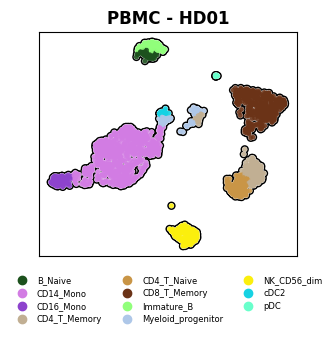 PBMC - HD01
B_Naive
CD14_Mono
CD16_Mono
CD4_T_Memory
CD4_T_Naive
CD8_T_Memory
Immature_B
Myeloid_progenitor
NK_CD56_dim
cDC2
pDC